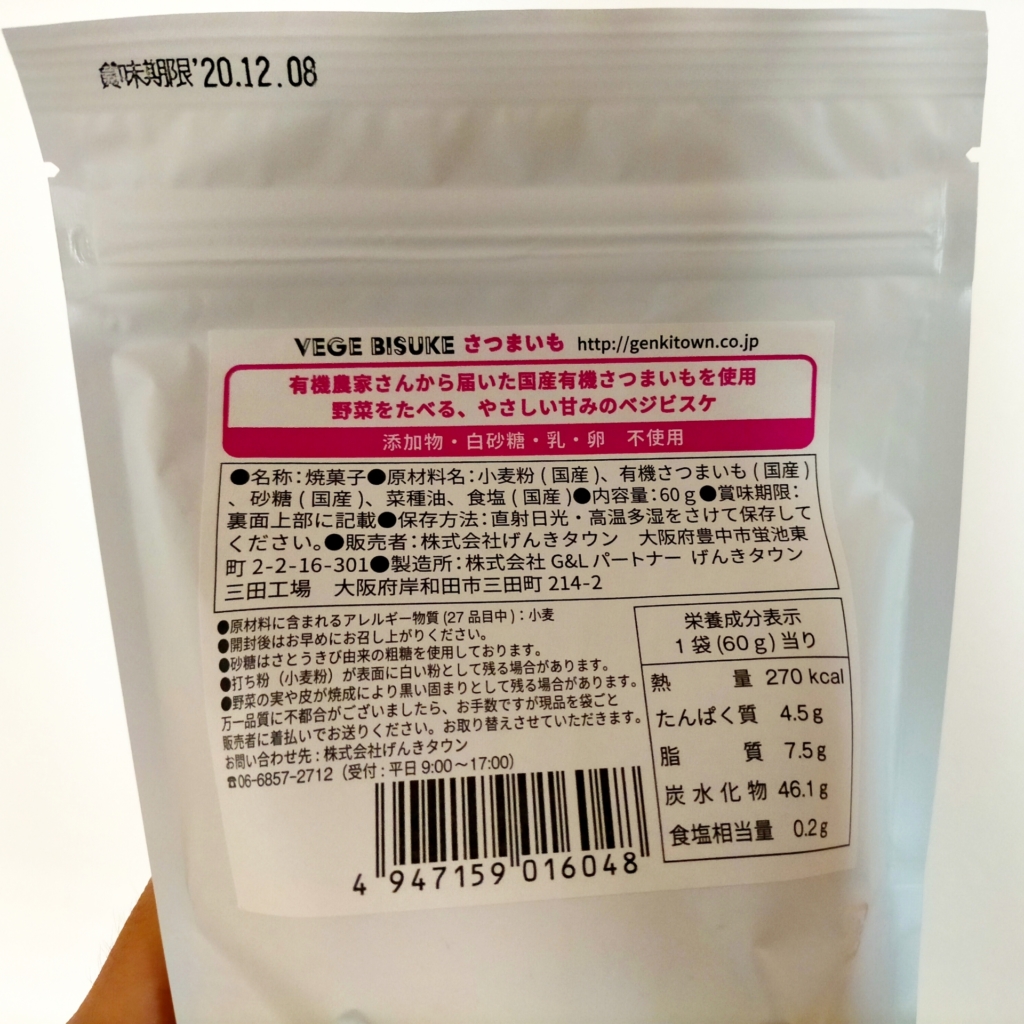 賞味期限'20.12.08
VEGE BISUKE さつまいも http://genkitown.co.jp
有機農家さんから届いた国産有機さつまいもを使用
野菜をたべる、やさしい甘みのベジビスケ
添加物・白砂糖・乳・卵 不使用
●名称：焼菓子●原材料名：小麦粉（国産）、有機さつまいも（国産）
、砂糖（国産）、菜種油、食塩（国産）●内容量：60ｇ●賞味期限：
裏面上部に記載●保存方法：直射日光・高温多湿をさけて保存して
ください。●販売者：株式会社げんきタウン 大阪府豊中市蛍池東
町 2-2-16-301●製造所：株式会社 G&L パートナー げんきタウン
三田工場 大阪府岸和田市三田町 214-2
●原材料に含まれるアレルギー物質（27 品目中）：小麦
●開封後はお早めにお召し上がりください。
●砂糖はさとうきび由来の粗糖を使用しております。
●打ち粉（小麦粉）が表面に白い粉として残る場合があります。
●野菜の実や皮が焼成により黒い固まりとして残る場合があります。
万一品質に不都合がございましたら、お手数ですが現品を袋ごと
販売者に着払いでお送りください。お取り替えさせていただきます。
お問い合わせ先：株式会社げんきタウン
☎06-6857-2712（受付：平日 9:00～17:00）
栄養成分表示
１袋（60ｇ）当り
熱量 270 kcal
たんぱく質 4.5ｇ
脂質 7.5ｇ
炭水化物 46.1ｇ
食塩相当量 0.2ｇ
4 947159 016048